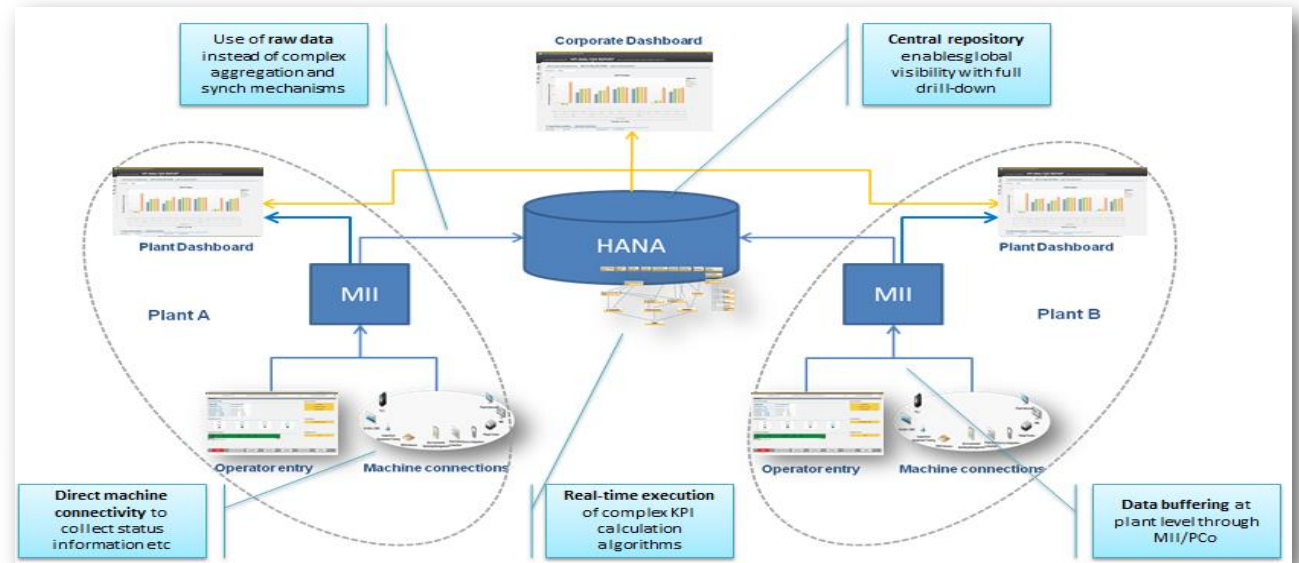 Use of raw data
instead of complex
aggregation and
synch mechanisms
Corporate Dashboard
Central repository
enablesglobal
visibility with full
drill-down
Plant Dashboard
HANA
Plant Dashboard
MII
MII
Plant A
Plant B
Operator entry
Machine connections
Operator entry
Machine connections
Direct machine
connectivity to
collect status
information etc
Real-time execution
of complex KPI
calculation
algorithms
Data buffering at
plant level through
MII/PCo